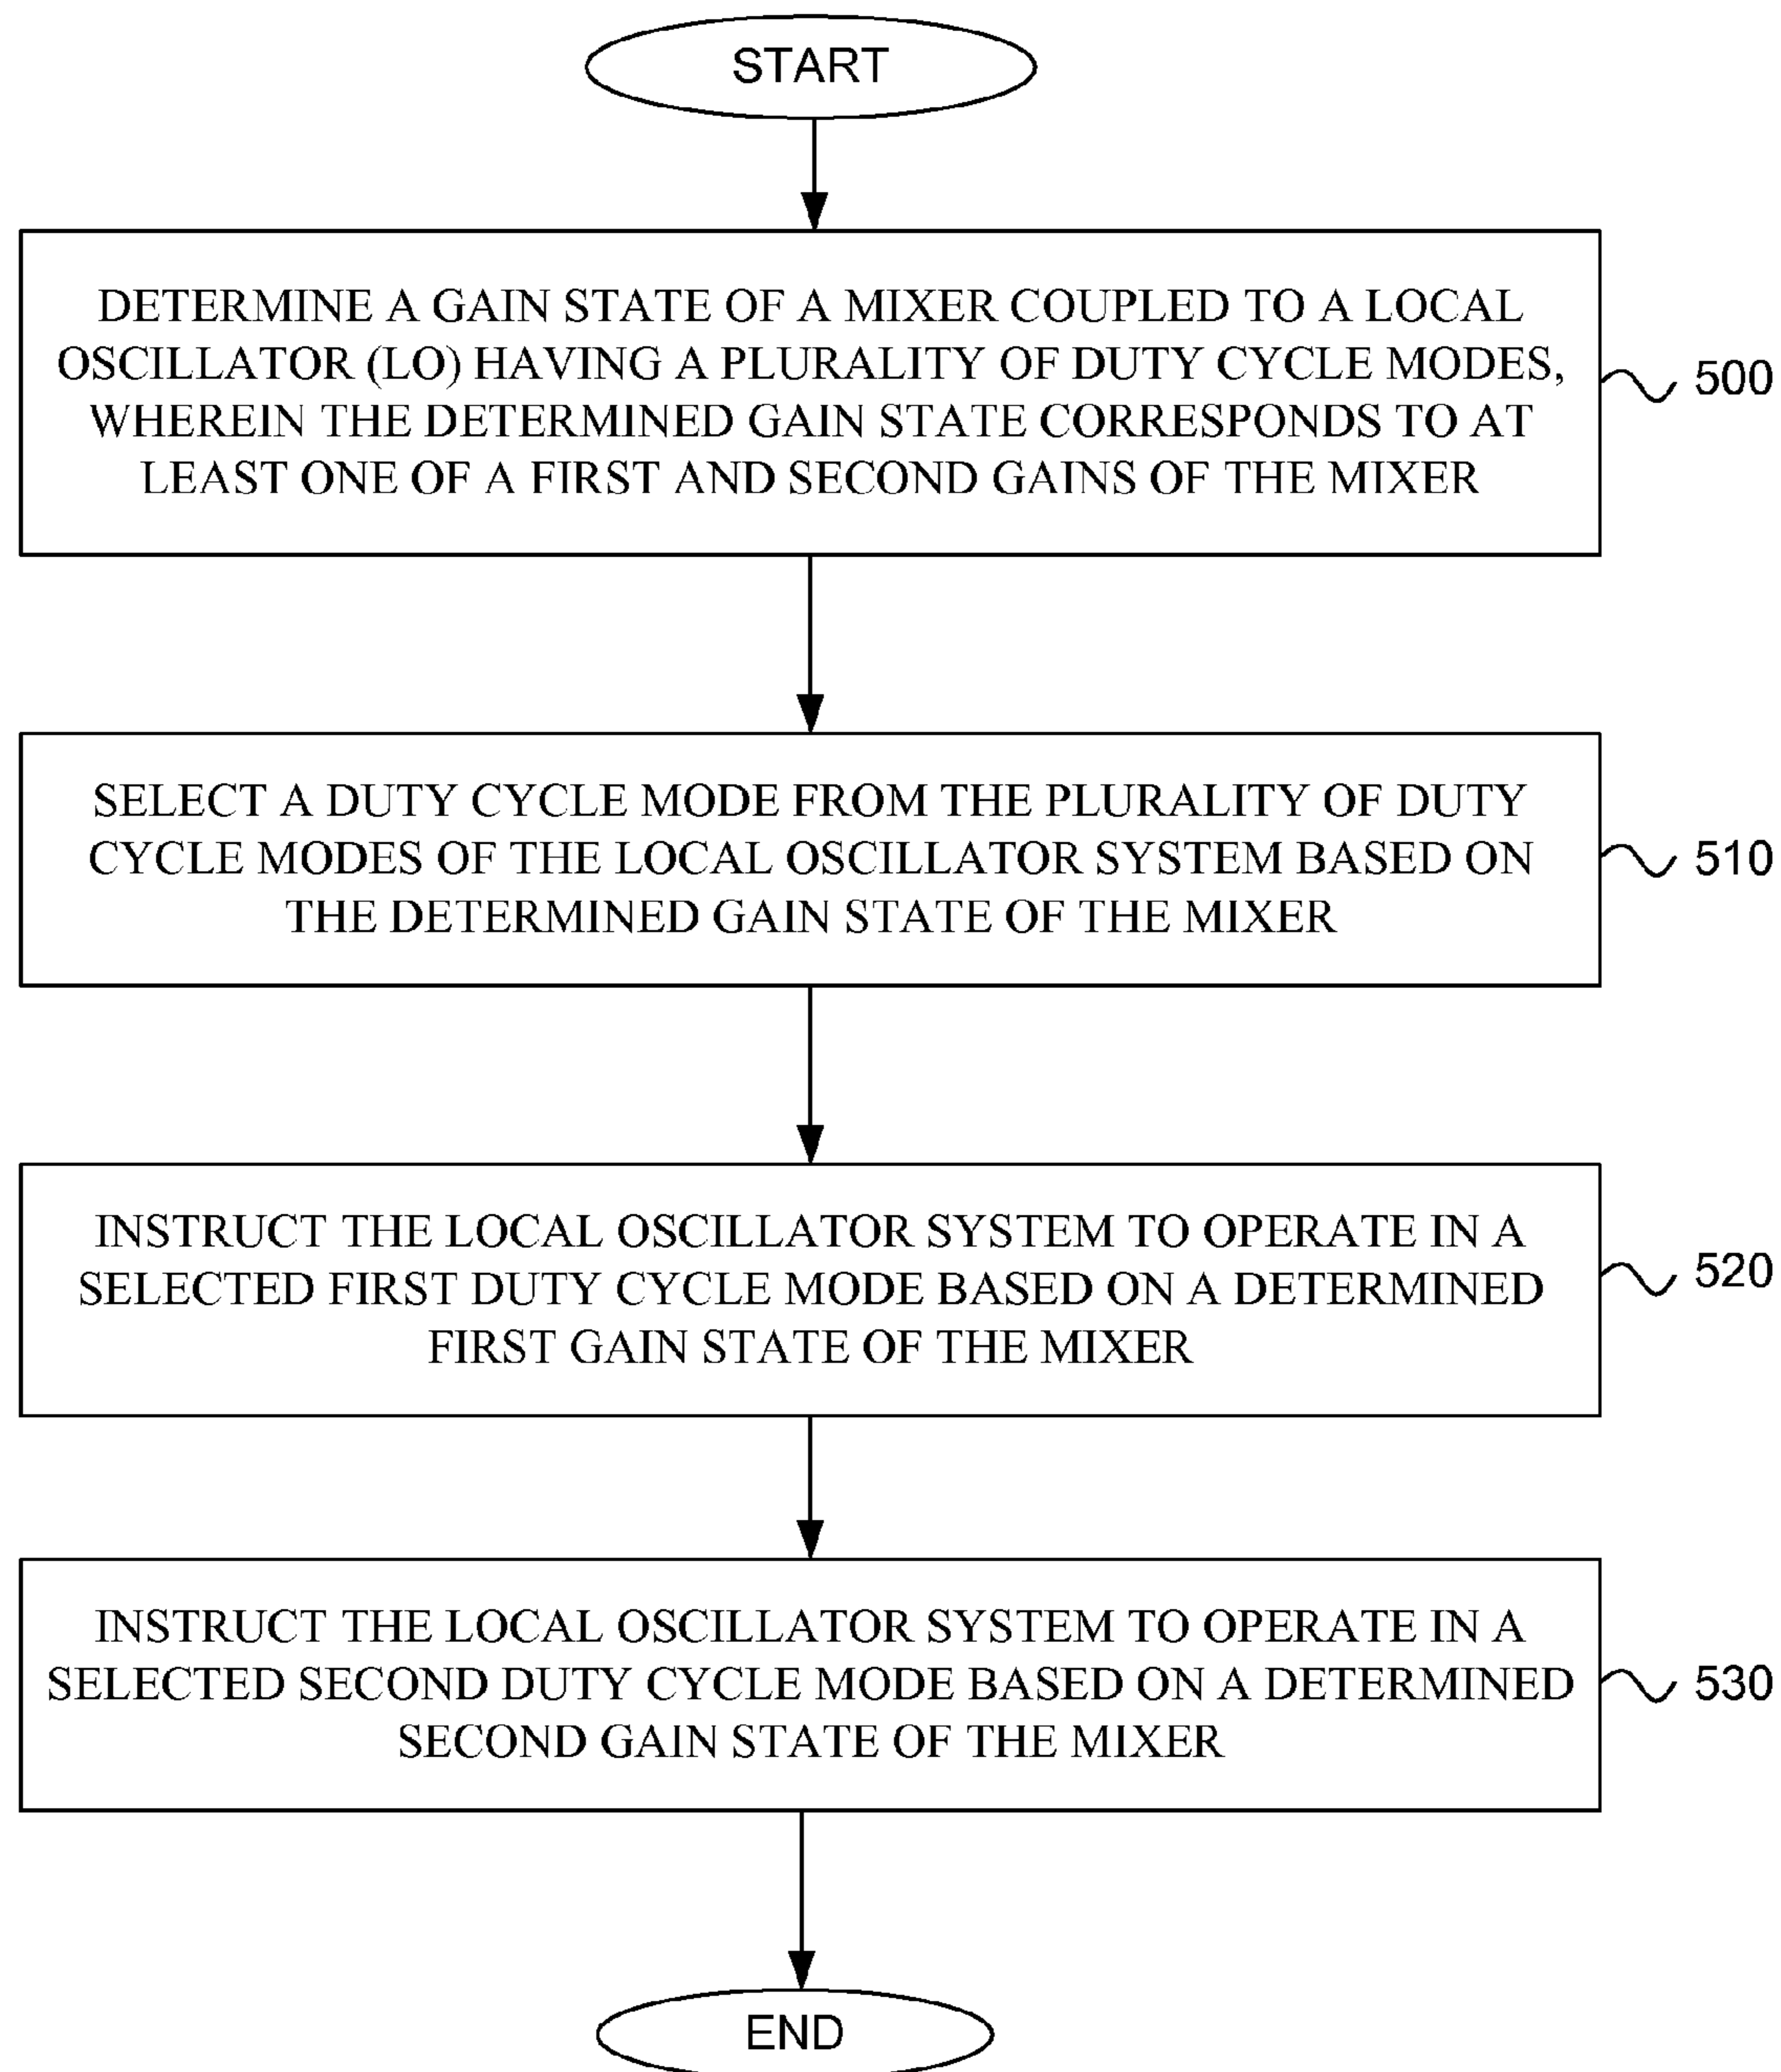 START
DETERMINE A GAIN STATE OF A MIXER COUPLED TO A LOCAL
OSCILLATOR (LO) HAVING A PLURALITY OF DUTY CYCLE MODES,
WHEREIN THE DETERMINED GAIN STATE CORRESPONDS TO AT
LEAST ONE OF A FIRST AND SECOND GAINS OF THE MIXER
500
SELECT A DUTY CYCLE MODE FROM THE PLURALITY OF DUTY
CYCLE MODES OF THE LOCAL OSCILLATOR SYSTEM BASED ON
THE DETERMINED GAIN STATE OF THE MIXER
510
INSTRUCT THE LOCAL OSCILLATOR SYSTEM TO OPERATE IN A
SELECTED FIRST DUTY CYCLE MODE BASED ON A DETERMINED
FIRST GAIN STATE OF THE MIXER
520
INSTRUCT THE LOCAL OSCILLATOR SYSTEM TO OPERATE IN A
SELECTED SECOND DUTY CYCLE MODE BASED ON A DETERMINED
SECOND GAIN STATE OF THE MIXER
530
END